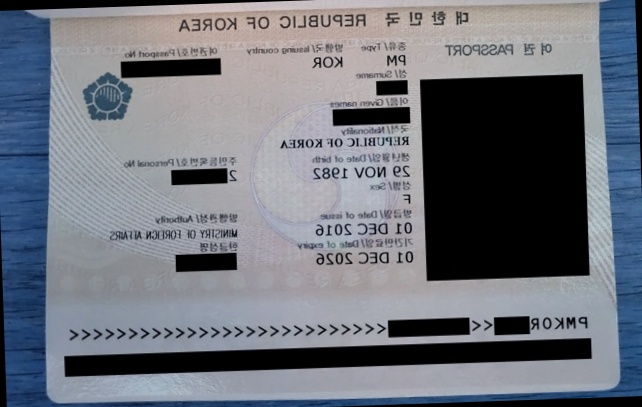 대한민국 REPUBLIC OF KOREA
여권 PASSPORT
종류/Type 발행국/Issuing country 여권번호/Passport No
PM KOR
성/Surname
이름/Given names
국적/Nationality
REPUBLIC OF KOREA
생년월일/Date of birth 주민등록번호/Personal No
29 NOV 1982 2
성별/Sex
F
발급일/Date of issue 발행관청/Authority
01 DEC 2016 MINISTRY OF FOREIGN AFFAIRS
기간만료일/Date of expiry 한글성명
01 DEC 2026
PMKOR<<<<<<<<<<<<<<<<<<<<<<<<<<<<<